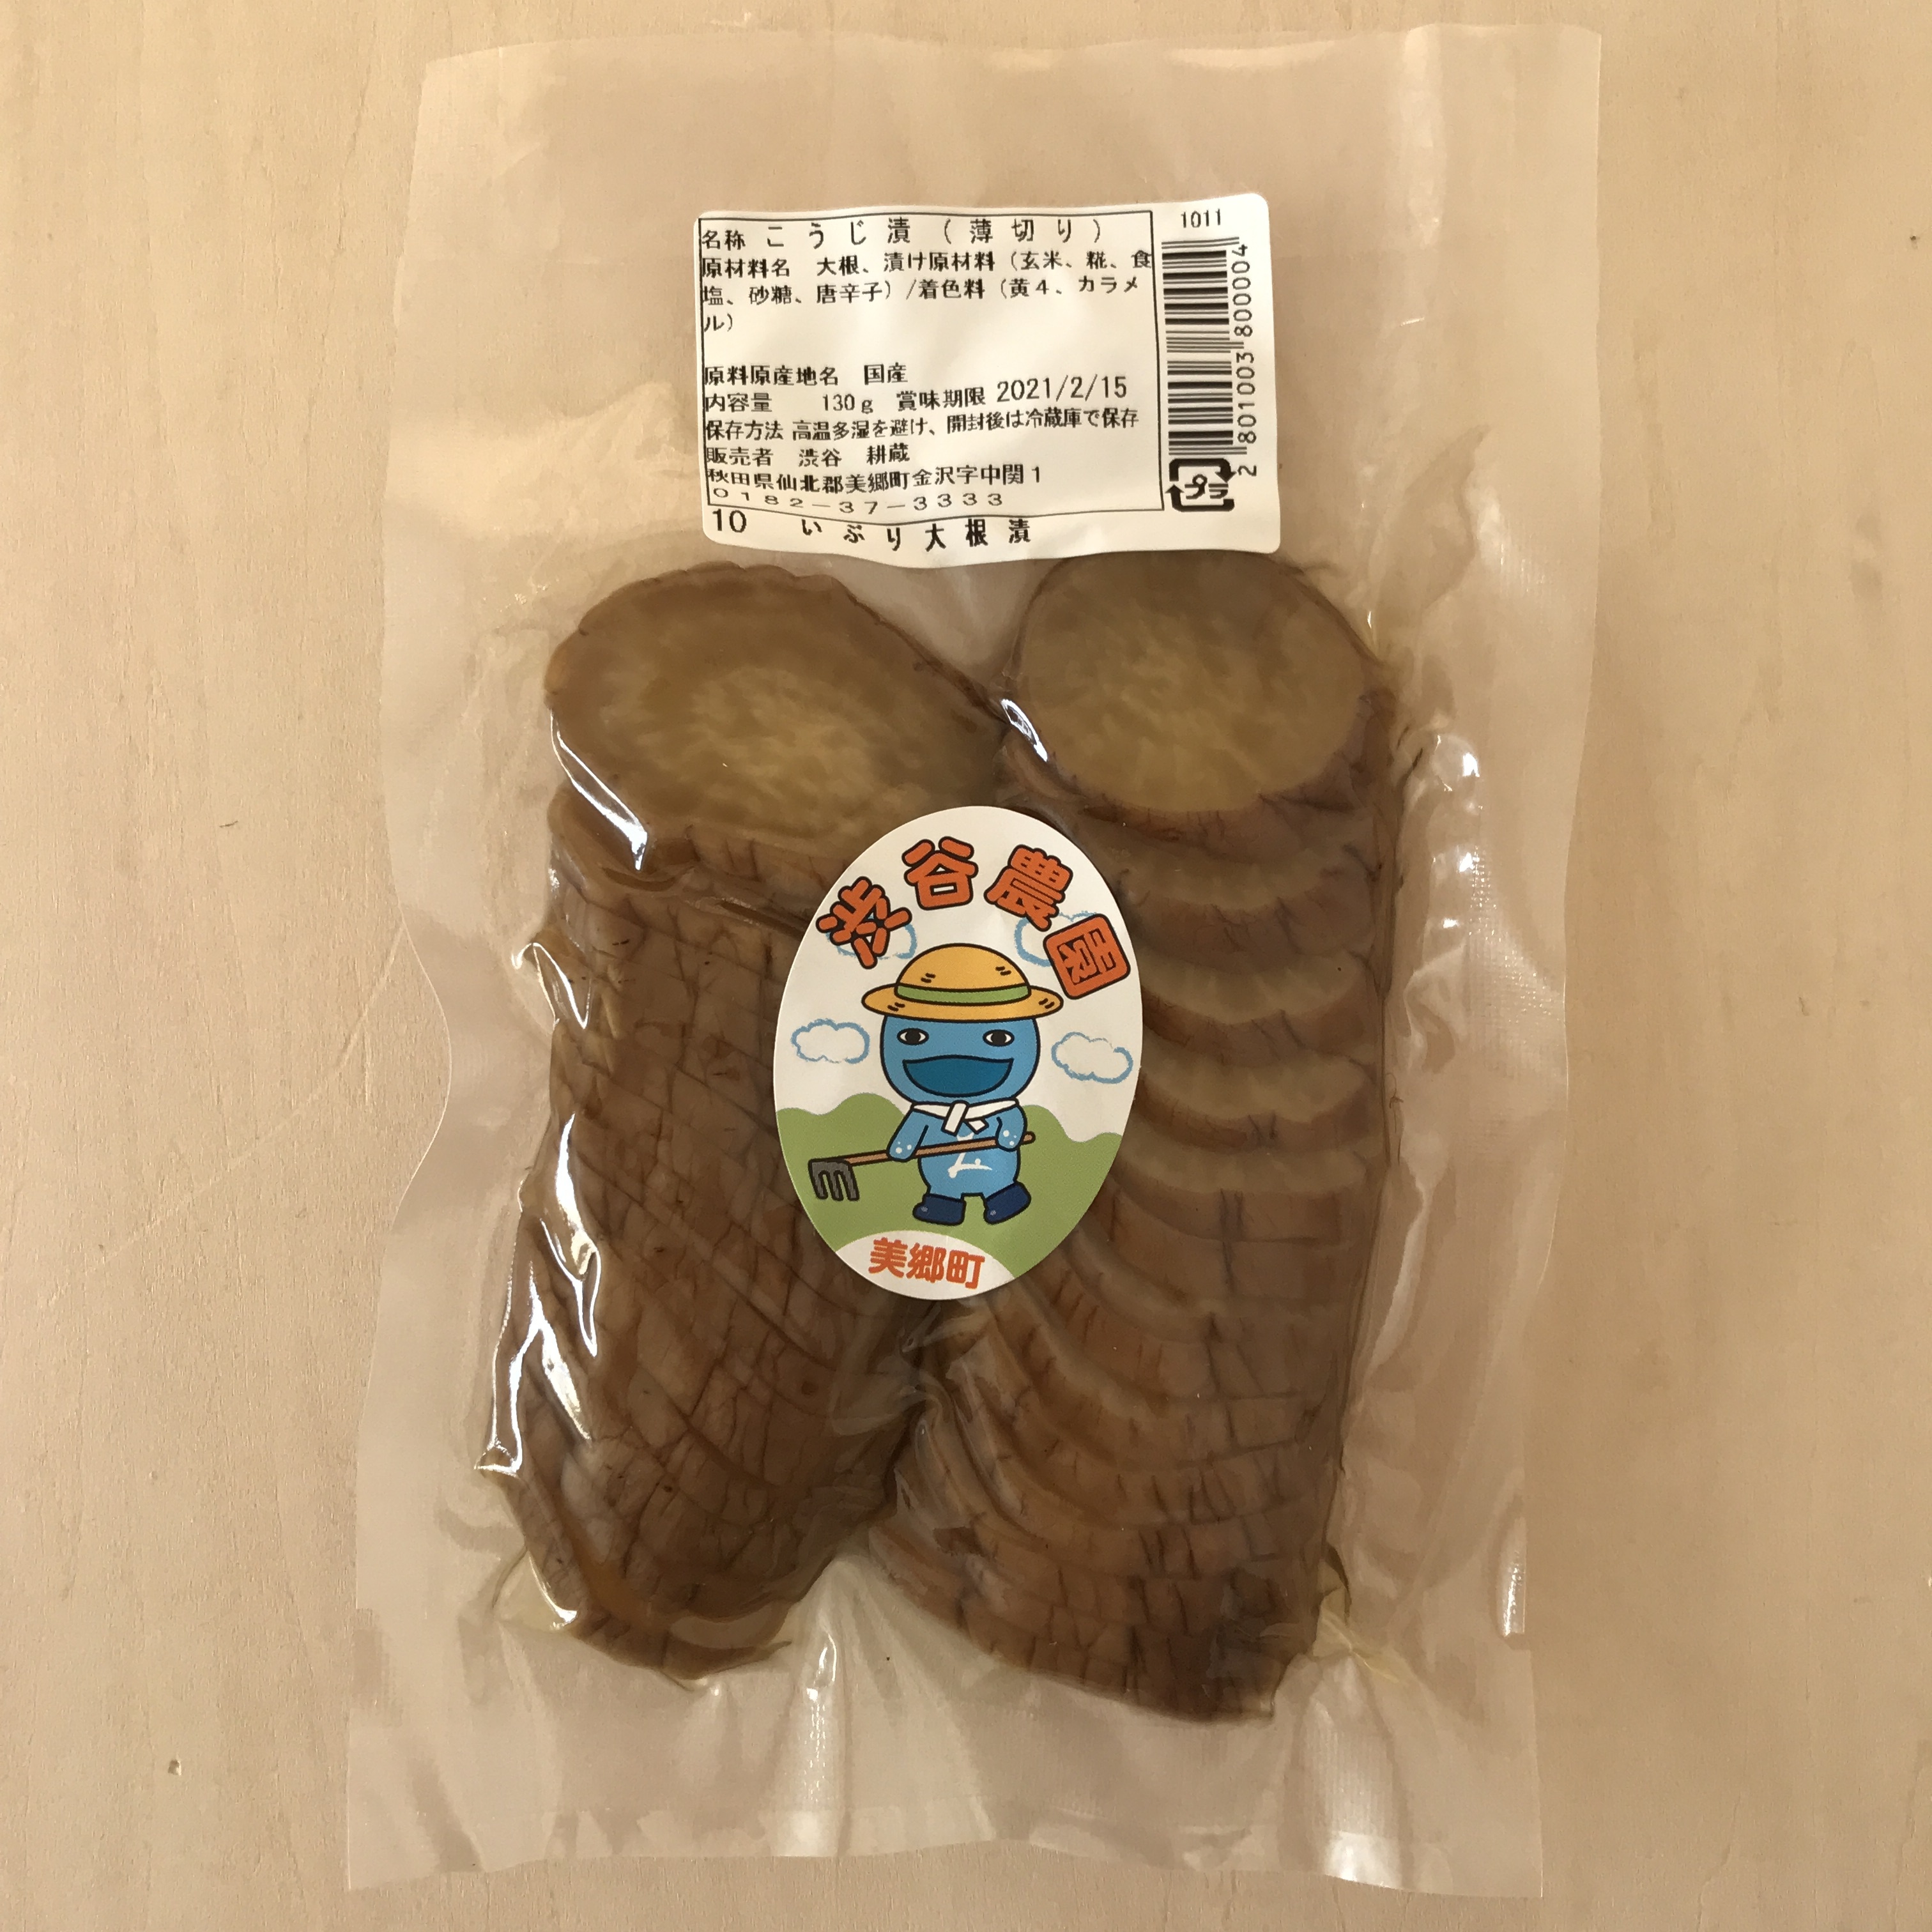 1011
名称 こうじ漬(薄切り)
原材料名 大根、漬け原材料(玄米、糀、食
塩、砂糖、唐辛子)/着色料(黄4、カラメ
ル)
原料原産地名 国産
内容量 130g 賞味期限 2021/2/15
保存方法 高温多湿を避け、開封後は冷蔵庫で保存
販売者 渋谷 耕蔵
秋田県仙北郡美郷町金沢字中関1
0182-37-3333
10 いぶり大根漬
2801003800004
プラ
渋谷農園
美郷町